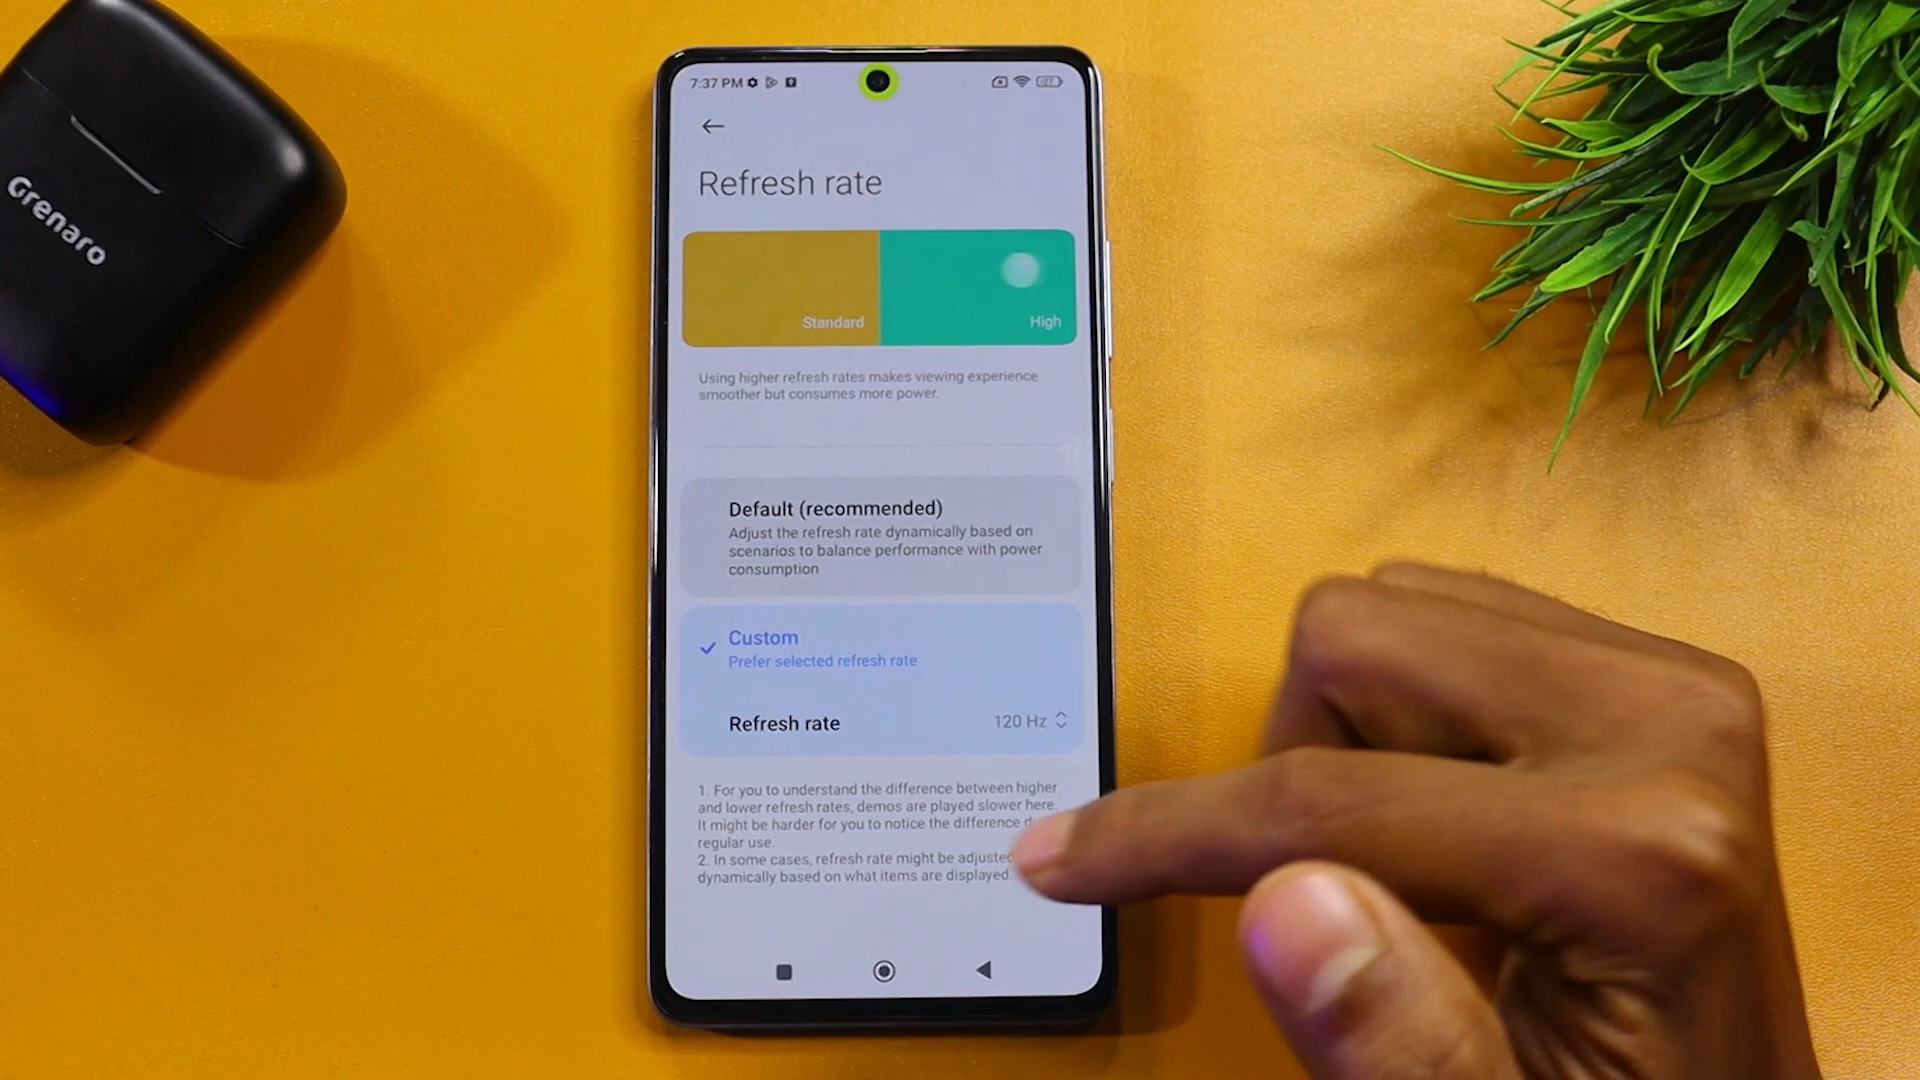 Grenaro
7:37 PM
27
Refresh rate
Standard
High
Using higher refresh rates makes viewing experience
smoother but consumes more power.
Default (recommended)
Adjust the refresh rate dynamically based on
scenarios to balance performance with power
consumption
Custom
Prefer selected refresh rate
Refresh rate
120 Hz
1. For you to understand the difference between higher
and lower refresh rates, demos are played slower here.
It might be harder for you to notice the difference
regular use.
2. In some cases, refresh rate might be adjusted
dynamically based on what items are displayed.